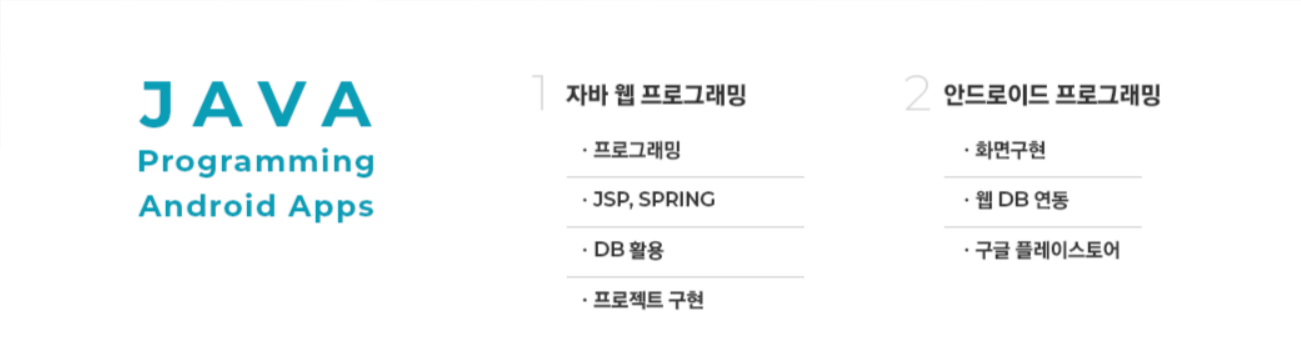 JAVA
Programming
Android Apps
1 자바 웹 프로그래밍
· 프로그래밍
· JSP, SPRING
· DB 활용
· 프로젝트 구현
2 안드로이드 프로그래밍
· 화면구현
· 웹 DB 연동
· 구글 플레이스토어